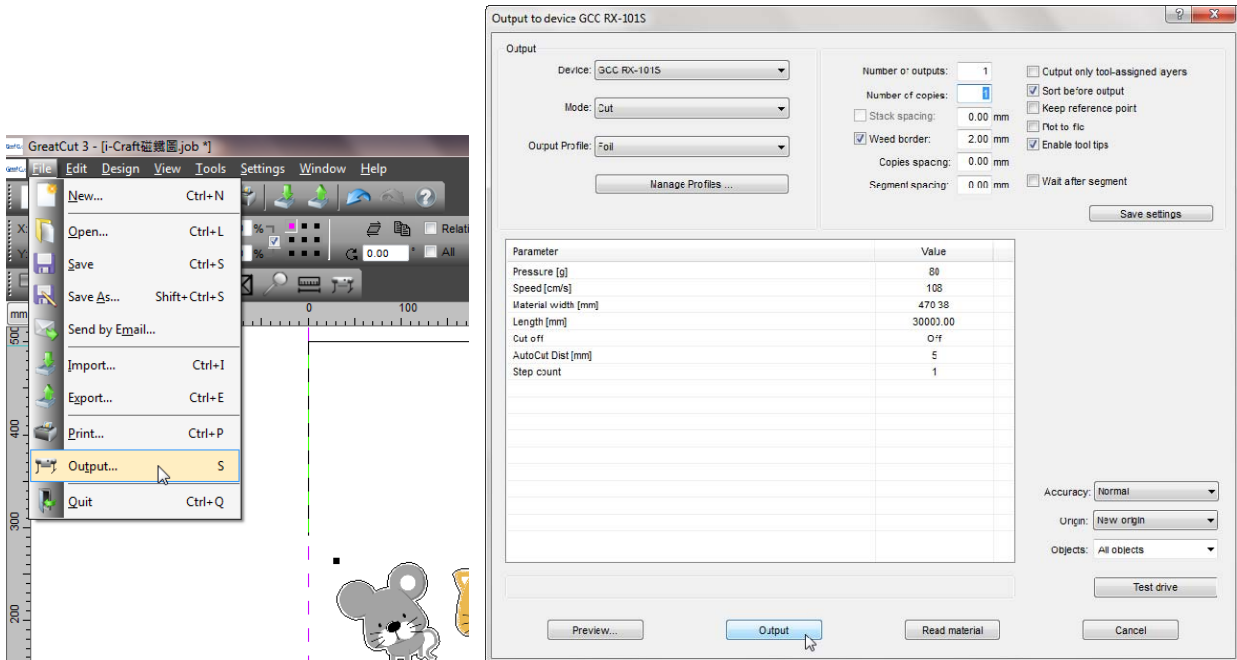 GreatCut 3 - [i-Craft磁鐵圖.job *]
File Edit Design View Tools Settings Window Help
New... Ctrl+N
Open... Ctrl+L
Save Ctrl+S
Save As... Shift+Ctrl+S
Send by Email...
Import... Ctrl+I
Export... Ctrl+E
Print... Ctrl+P
Output... S
Quit Ctrl+Q
X:
Y:
%
%
Relati
0.00 °
All
mm
0 100
500
400
300
200
Output to device GCC RX-101S
Output
Device: GCC RX-101S
Mode: Cut
Output Profile: Foil
Manage Profiles ...
Number of outputs: 1
Number of copies: 1
Stack spacing: 0.00 mm
Weed border: 2.00 mm
Copies spacng: 0.00 mm
Segment spacing: 0.00 mm
Output only tool-assigned layers
Sort before output
Keep reference point
Plot to file
Enable tool tips
Wait after segment
Save settings
Parameter Value
Pressure [g] 80
Speed [cm/s] 108
Material width [mm] 470.38
Length [mm] 30000.00
Cut off Off
AutoCut Dist [mm] 5
Step count 1
Accuracy: Normal
Origin: New origin
Objects: All objects
Test drive
Preview...
Output
Read material
Cancel